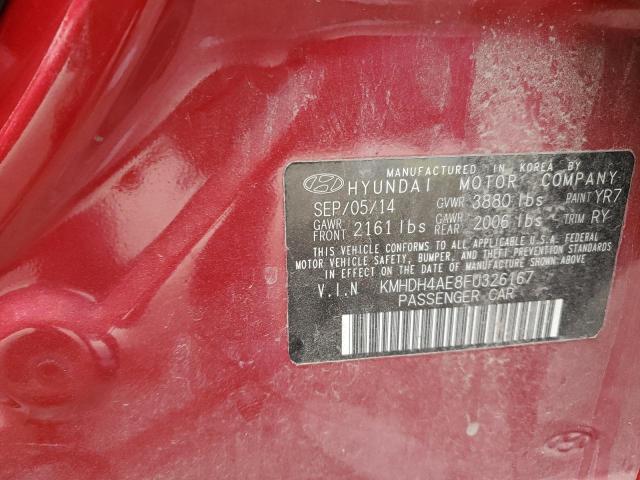 MANUFACTURED IN KOREA BY
HYUNDAI MOTOR COMPANY
SEP/05/14 GVWR 3880 lbs PAINT YR7
GAWR FRONT 2161 lbs GAWR REAR 2006 lbs TRIM RY
THIS VEHICLE CONFORMS TO ALL APPLICABLE U.S.A. FEDERAL
MOTOR VEHICLE SAFETY, BUMPER, AND THEFT PREVENTION STANDARDS
IN EFFECT ON THE DATE OF MANUFACTURE SHOWN ABOVE.
V.I.N KMHDH4AE8FU326167
PASSENGER CAR